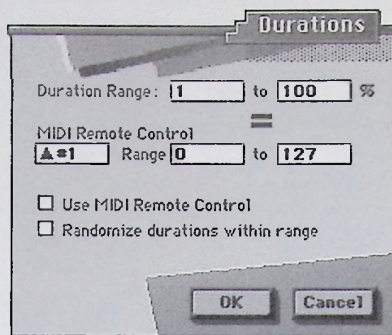 Durations
Duration Range: 1 to 100 %
MIDI Remote Control
▲#1 Range 0 to 127
Use MIDI Remote Control
Randomize durations within range
OK Cancel